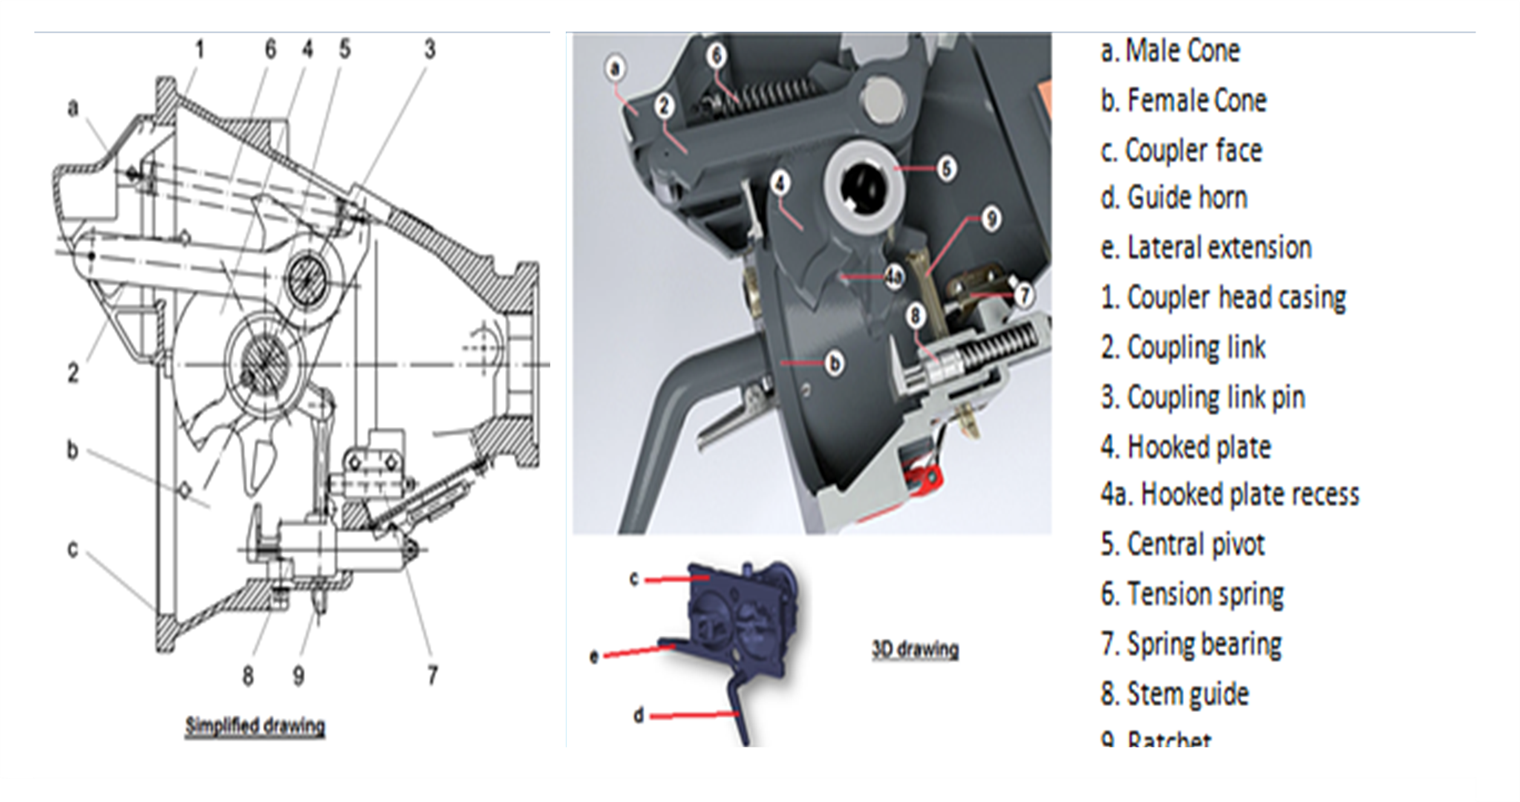 1 6 4 5 3
a
2
b
c
8 9 7
Simplified drawing
a
6
2
4
5
9
4a
7
8
b
c
e
d
3D drawing
a. Male Cone
b. Female Cone
c. Coupler face
d. Guide horn
e. Lateral extension
1. Coupler head casing
2. Coupling link
3. Coupling link pin
4. Hooked plate
4a. Hooked plate recess
5. Central pivot
6. Tension spring
7. Spring bearing
8. Stem guide
9. Ratchet